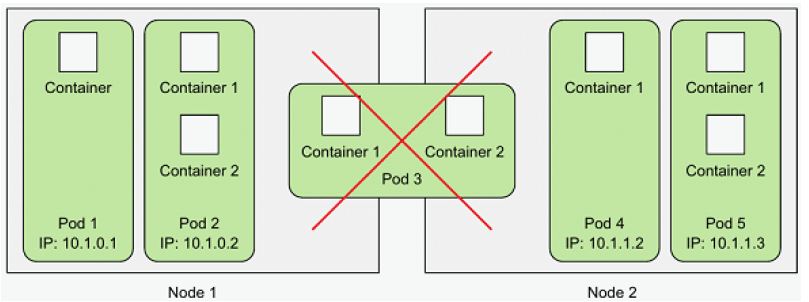 Container
Pod 1
IP: 10.1.0.1
Container 1
Container 2
Pod 2
IP: 10.1.0.2
Container 1
Container 2
Pod 3
Container 1
Pod 4
IP: 10.1.1.2
Container 1
Container 2
Pod 5
IP: 10.1.1.3
Node 1
Node 2